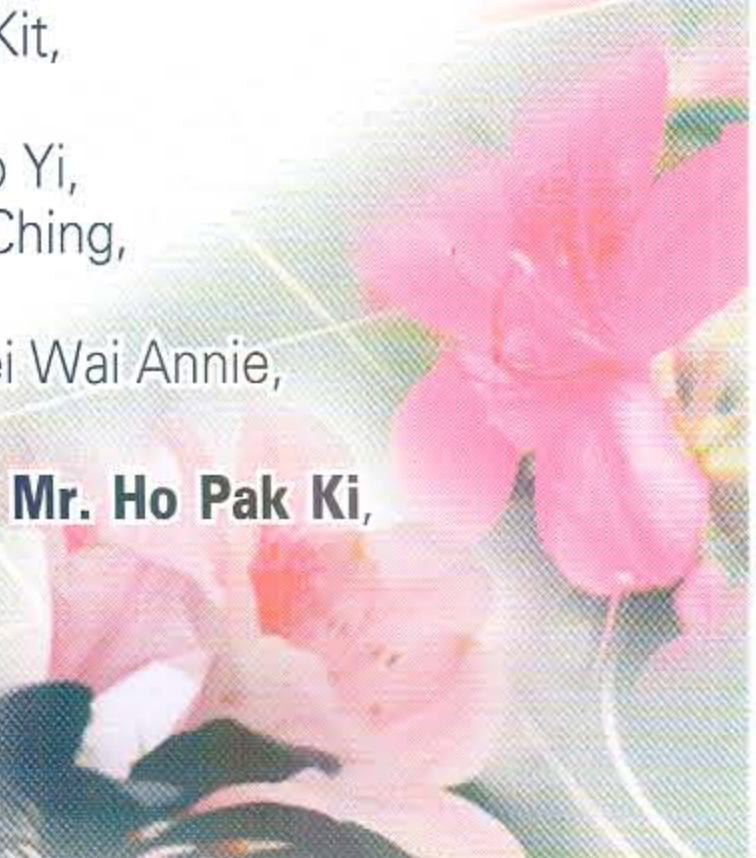 Kit,
Yi,
Ching,
Wai Annie,
Mr. Ho Pak Ki,